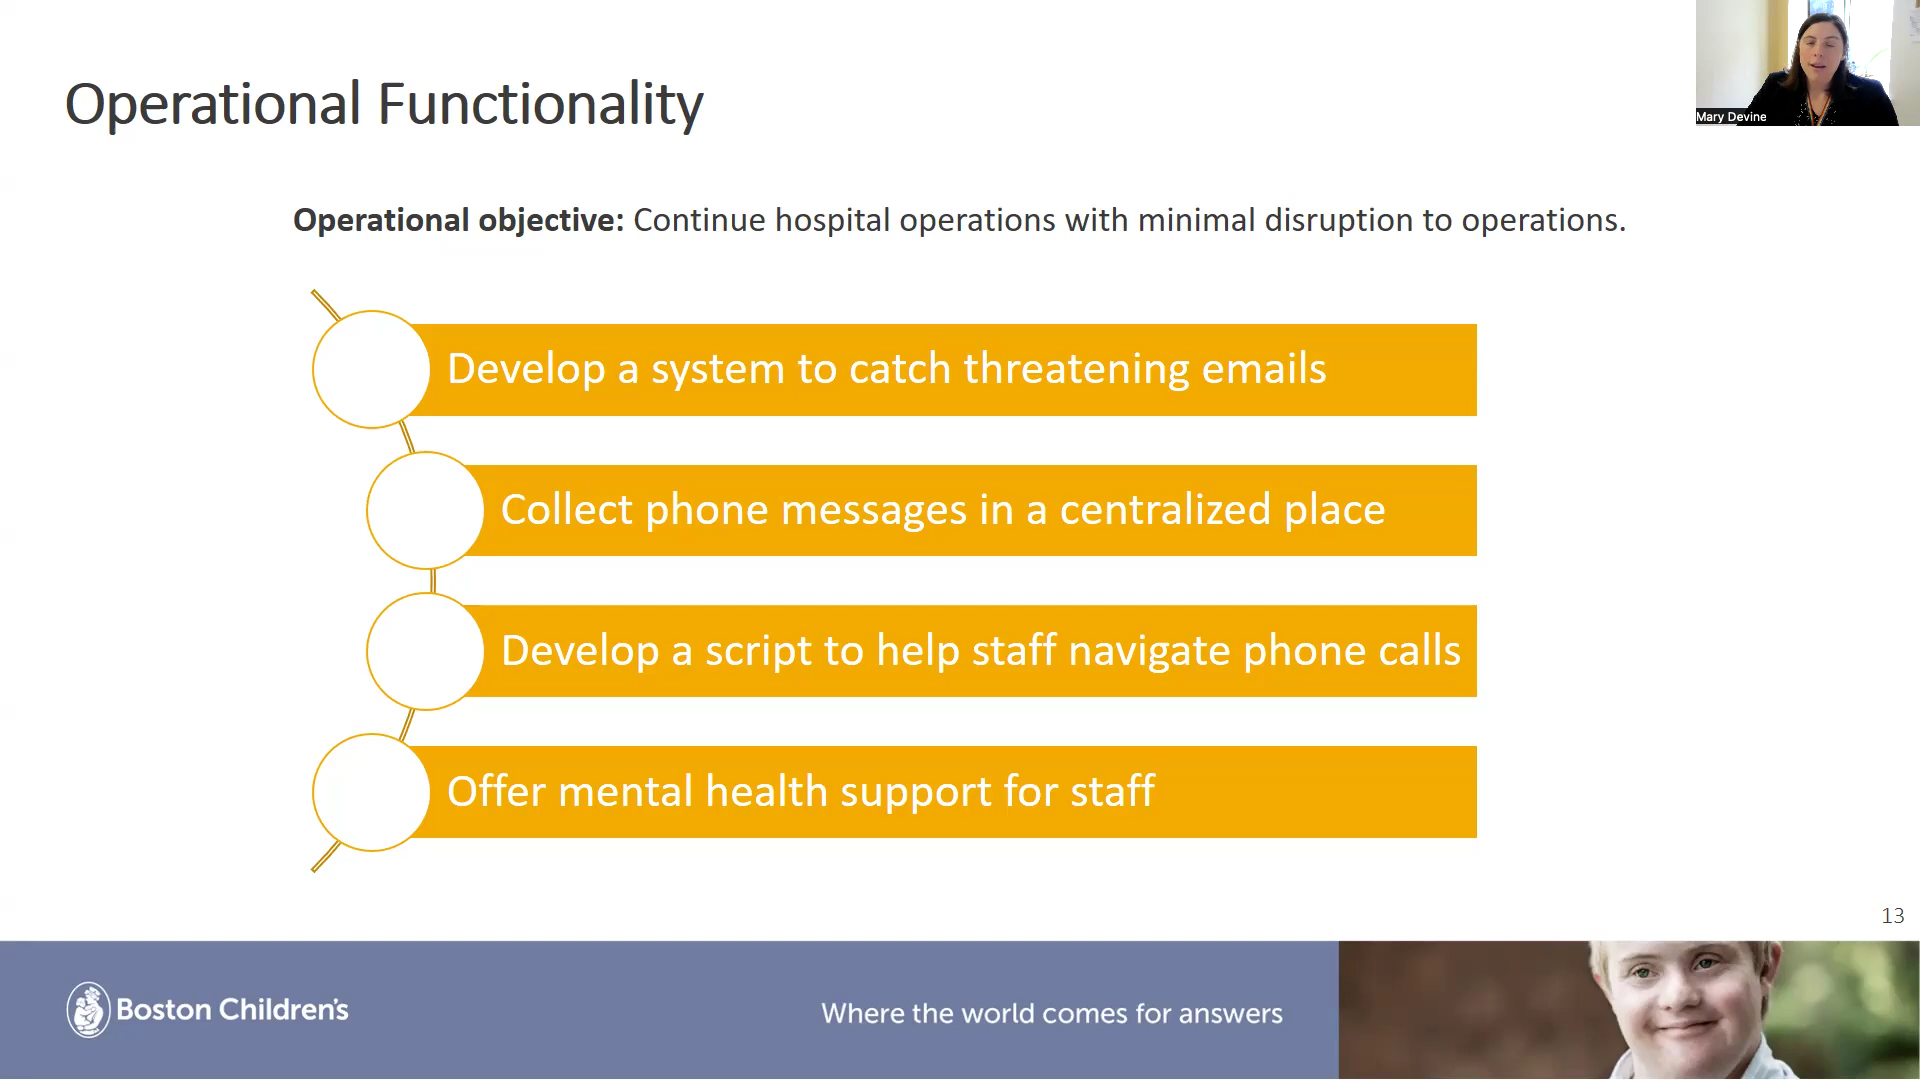 Operational Functionality
Mary Devine
Operational objective: Continue hospital operations with minimal disruption to operations.
Develop a system to catch threatening emails
Collect phone messages in a centralized place
Develop a script to help staff navigate phone calls
Offer mental health support for staff
13
Boston Children's
Where the world comes for answers